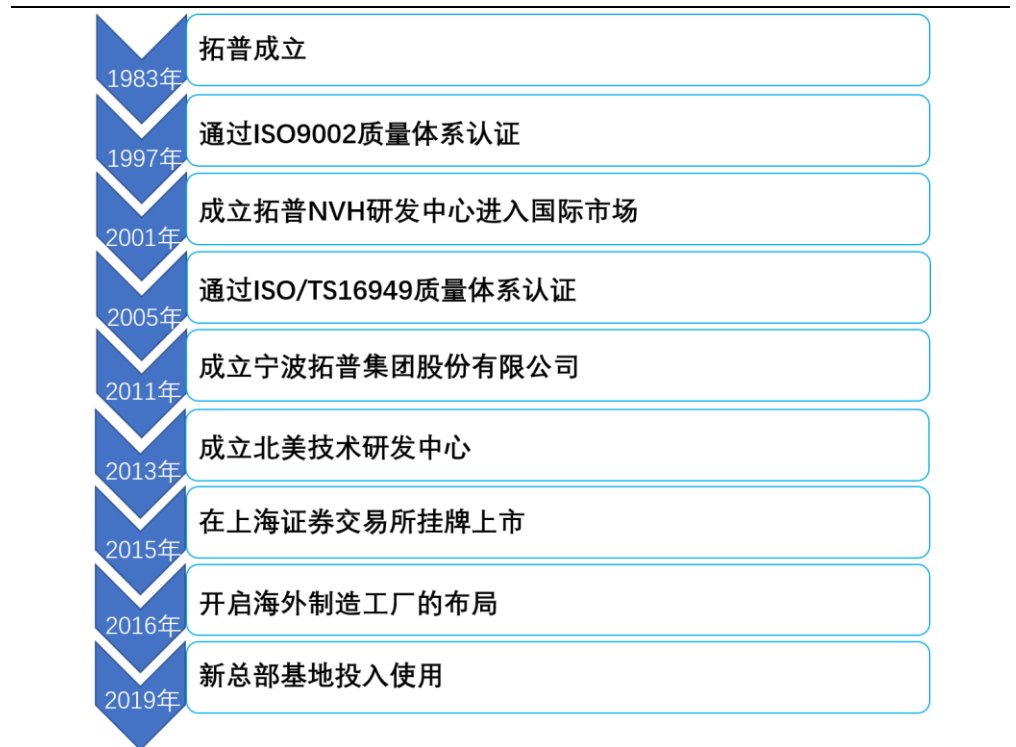 拓普成立
1983年
通过ISO9002质量体系认证
1997年
成立拓普NVH研发中心进入国际市场
2001年
通过ISO/TS16949质量体系认证
2005年
成立宁波拓普集团股份有限公司
2011年
成立北美技术研发中心
2013年
在上海证券交易所挂牌上市
2015年
开启海外制造工厂的布局
2016年
新总部基地投入使用
2019年